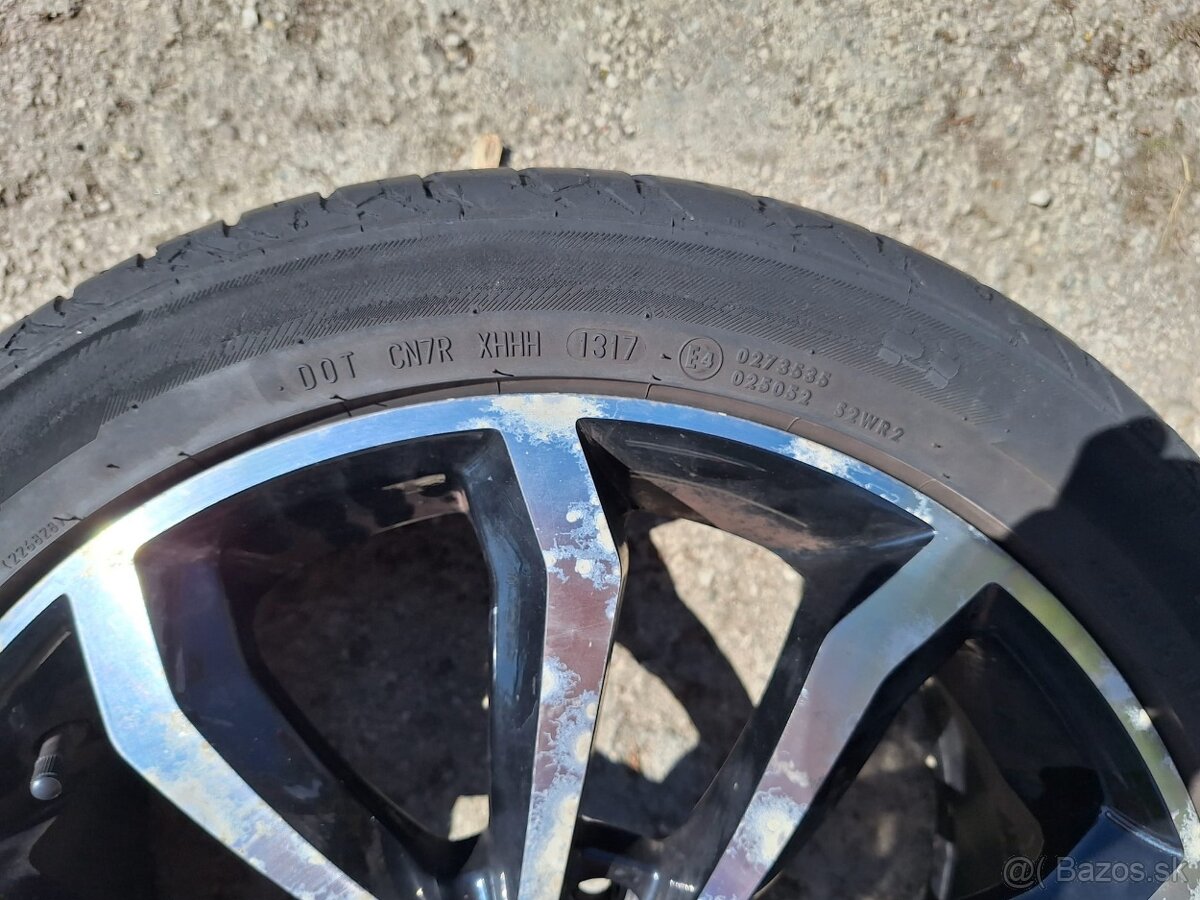 DOT CN7R XHHH 1317 E4 0273535
025052 S2WR2
@( Bazos.sk